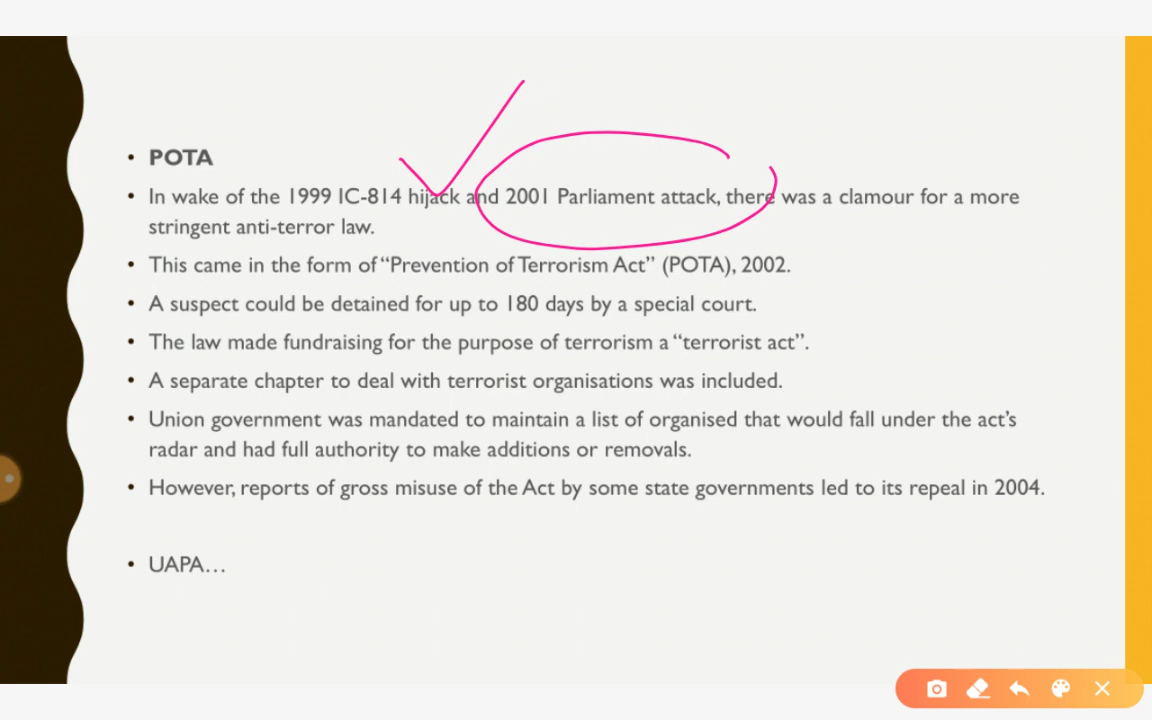 • POTA
• In wake of the 1999 IC-814 hijack and 2001 Parliament attack, there was a clamour for a more
stringent anti-terror law.
• This came in the form of “Prevention of Terrorism Act” (POTA), 2002.
• A suspect could be detained for up to 180 days by a special court.
• The law made fundraising for the purpose of terrorism a “terrorist act”.
• A separate chapter to deal with terrorist organisations was included.
• Union government was mandated to maintain a list of organised that would fall under the act’s
radar and had full authority to make additions or removals.
• However, reports of gross misuse of the Act by some state governments led to its repeal in 2004.
• UAPA…